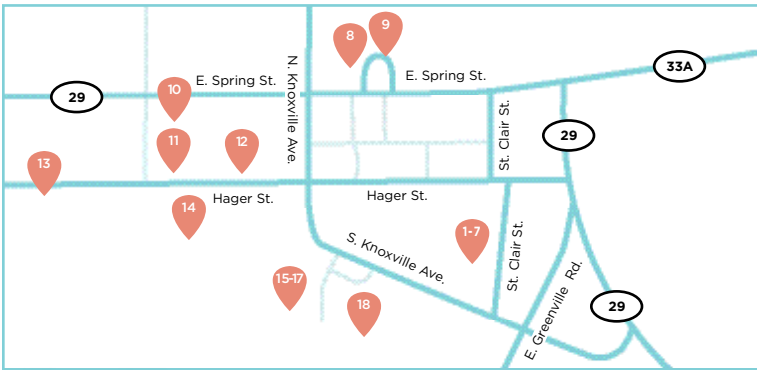 9
8
33A
E. Spring St.
E. Spring St.
N. Knoxville Ave.
10
29
St. Clair St.
29
11
12
13
Hager St.
Hager St.
14
1-7
St. Clair St.
S. Knoxville Ave.
15-17
18
E. Greenville Rd.
29